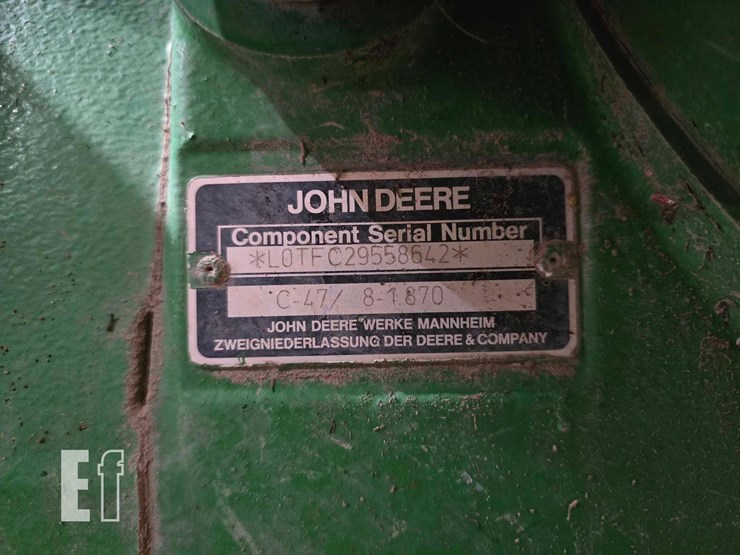 JOHN DEERE
Component Serial Number
*L0TFC29558642*
C-47/ 8-1.870
JOHN DEERE WERKE MANNHEIM
ZWEIGNIEDERLASSUNG DER DEERE & COMPANY
Ef